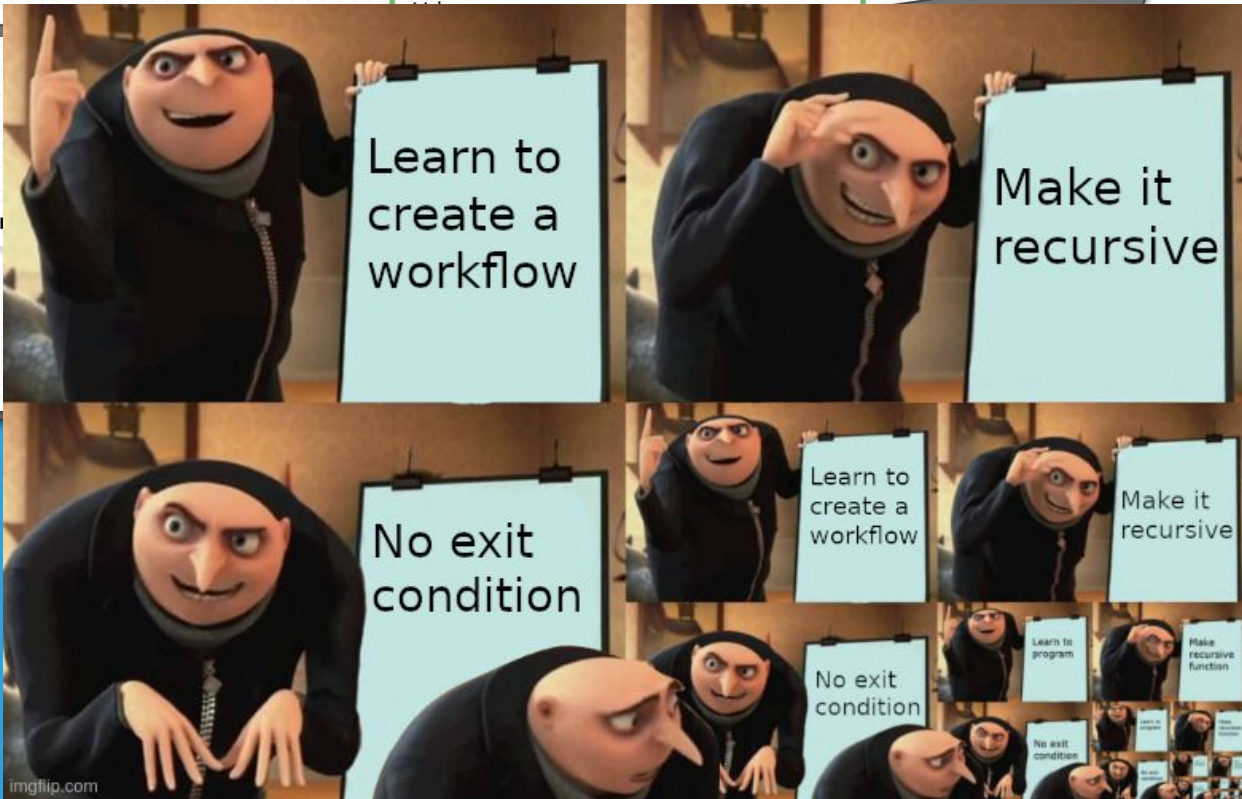 Learn to
create a
workflow
Make it
recursive
No exit
condition
Learn to
create a
workflow
Make it
recursive
No exit
condition
Learn to
program
Make
recursive
function
No exit
condition
imgflip.com